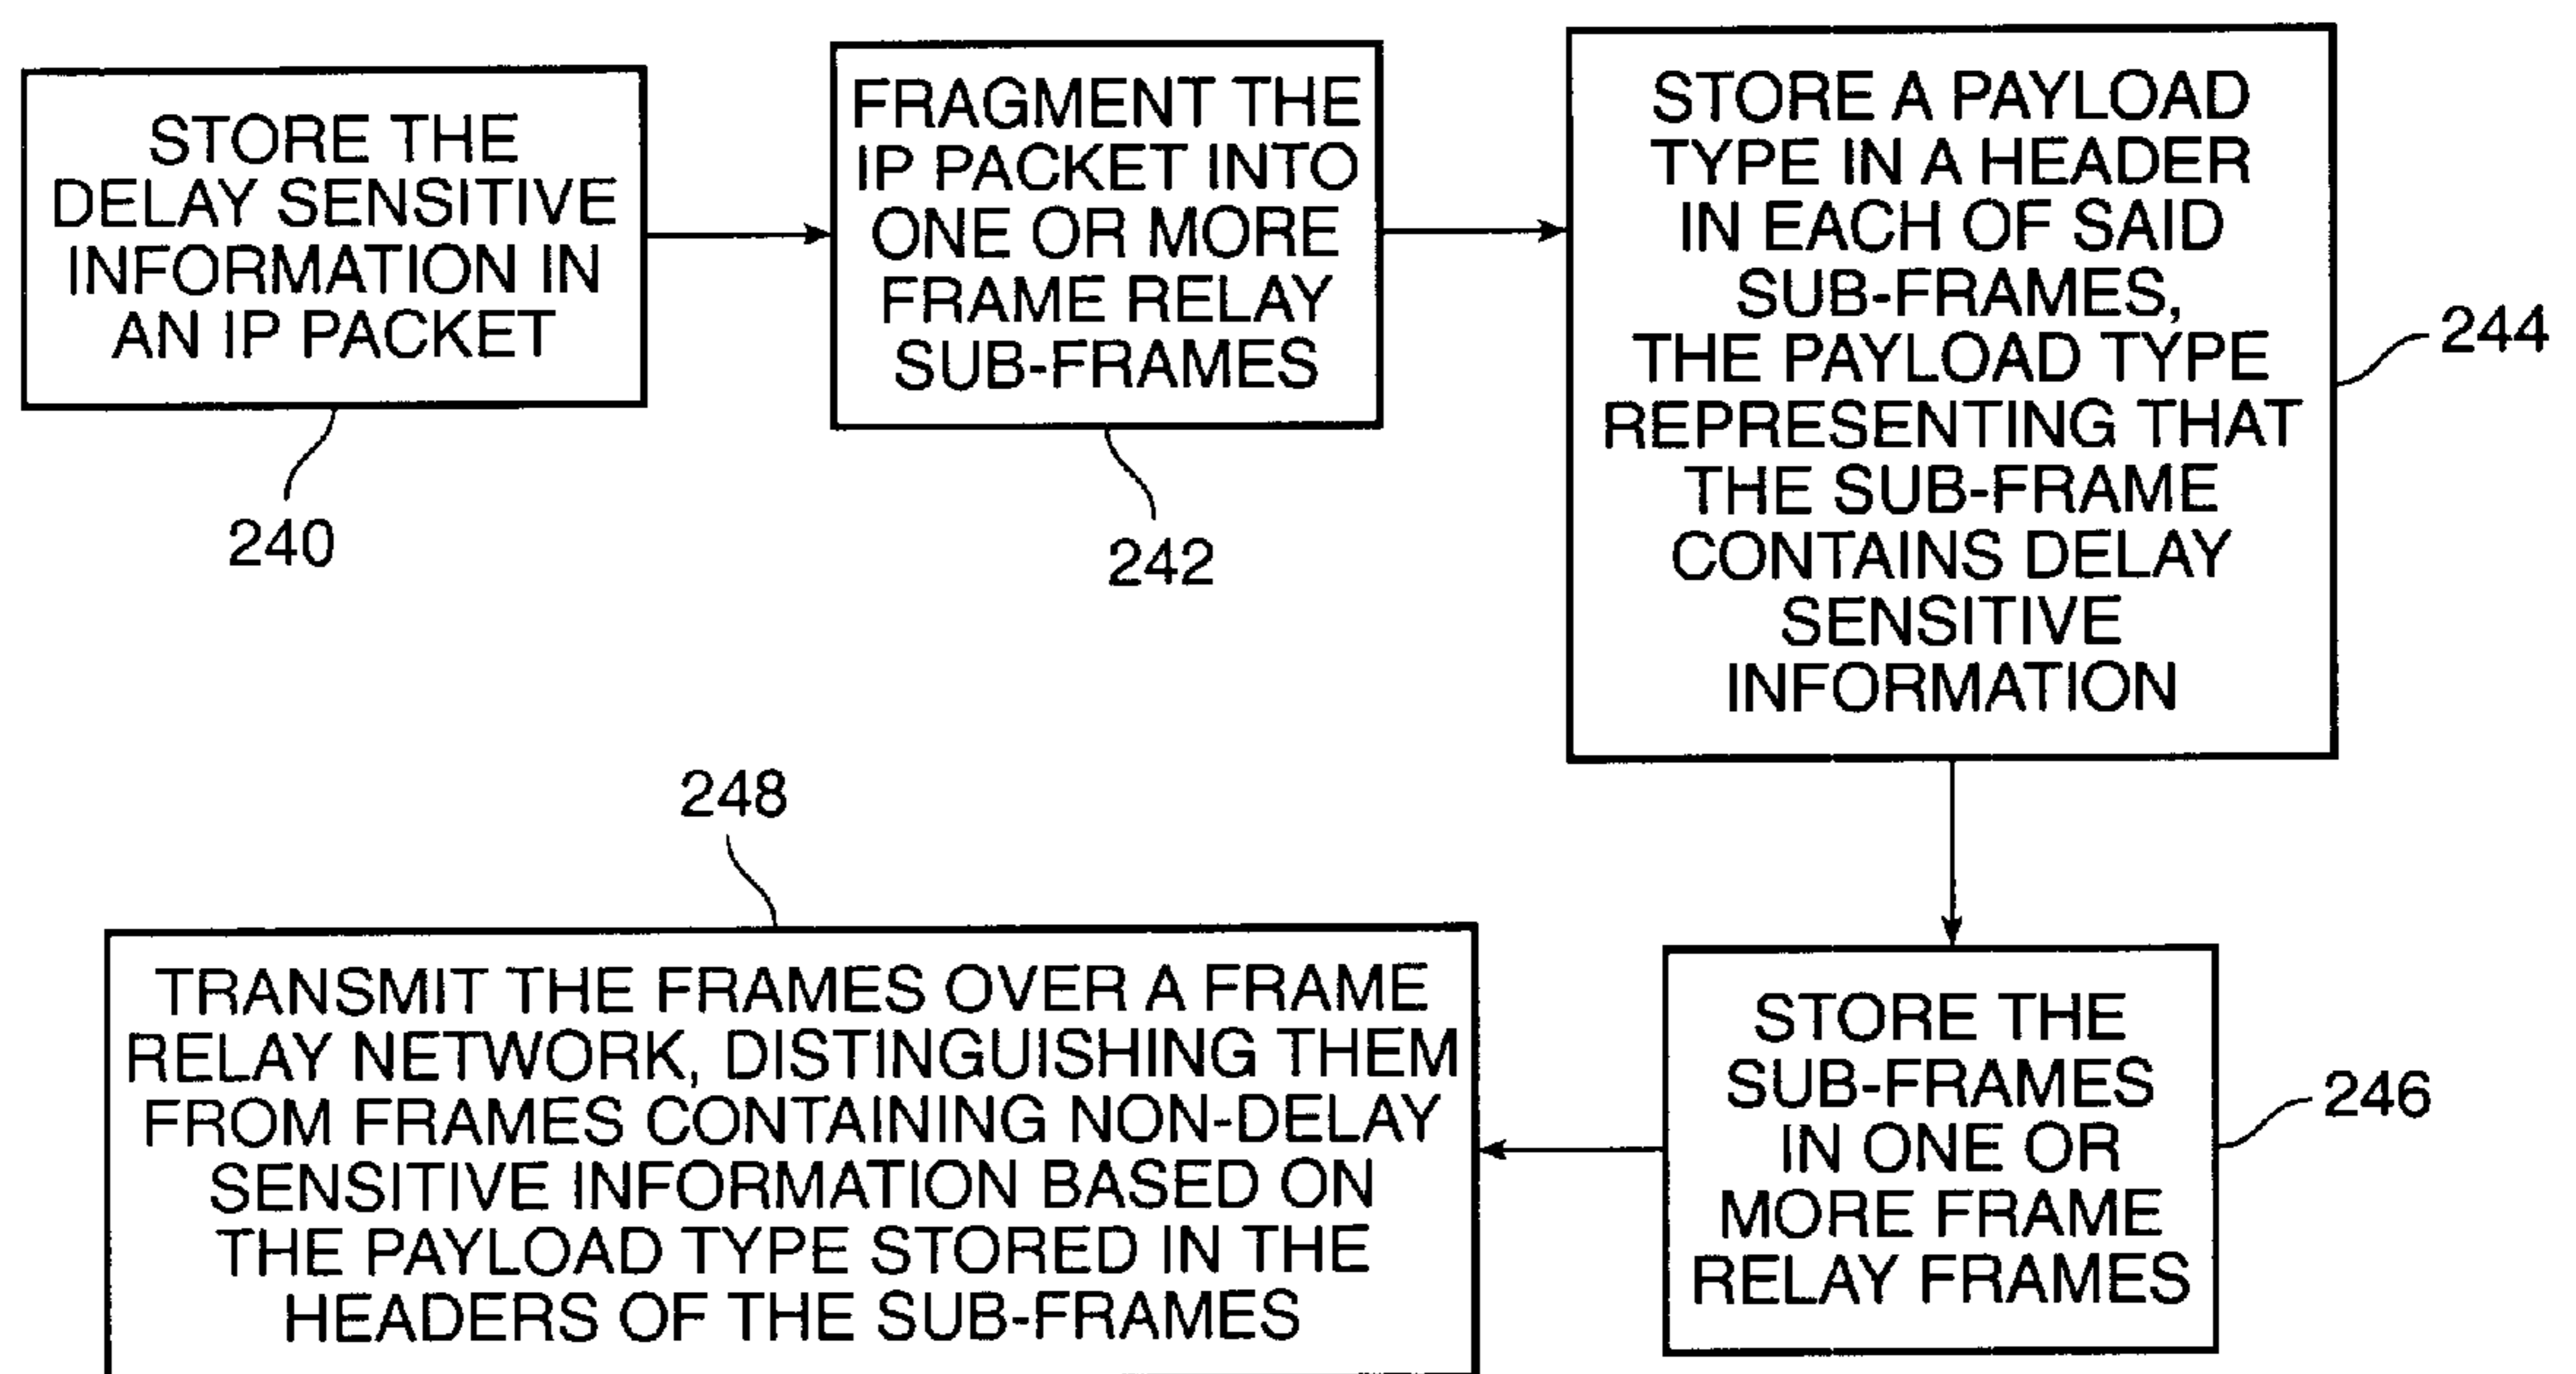 STORE THE
DELAY SENSITIVE
INFORMATION IN
AN IP PACKET
240
FRAGMENT THE
IP PACKET INTO
ONE OR MORE
FRAME RELAY
SUB-FRAMES
242
STORE A PAYLOAD
TYPE IN A HEADER
IN EACH OF SAID
SUB-FRAMES,
THE PAYLOAD TYPE
REPRESENTING THAT
THE SUB-FRAME
CONTAINS DELAY
SENSITIVE
INFORMATION
244
STORE THE
SUB-FRAMES
IN ONE OR
MORE FRAME
RELAY FRAMES
246
248
TRANSMIT THE FRAMES OVER A FRAME
RELAY NETWORK, DISTINGUISHING THEM
FROM FRAMES CONTAINING NON-DELAY
SENSITIVE INFORMATION BASED ON
THE PAYLOAD TYPE STORED IN THE
HEADERS OF THE SUB-FRAMES